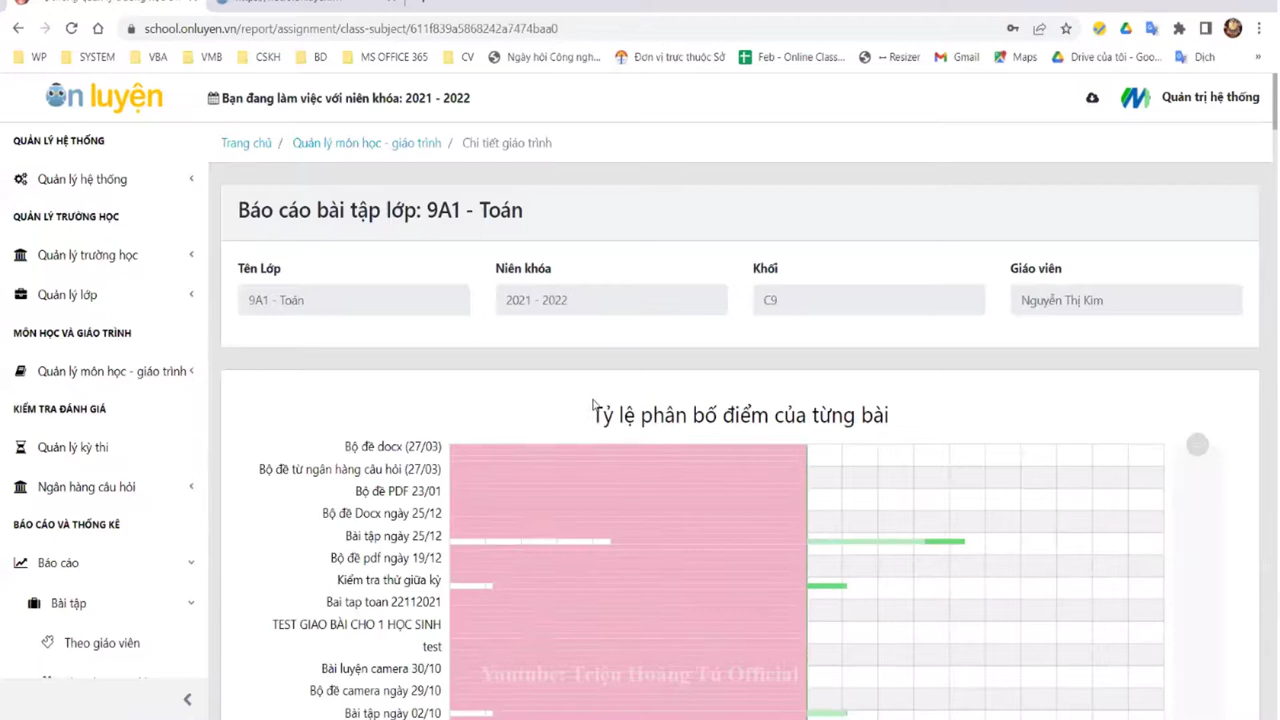 school.onluyen.vn/report/assignment/class-subject/611f839a5868242a7474baa0
WP SYSTEM VBA VMB CSKH BD MS OFFICE 365 CV Ngày hội Công ngh... Đơn vị trực thuộc Sở Feb - Online Class... Resizer Gmail Maps Drive của tôi - Goo... Dịch »
Ôn luyện
Bạn đang làm việc với niên khóa: 2021 - 2022
Quản trị hệ thống
QUẢN LÝ HỆ THỐNG
Quản lý hệ thống
QUẢN LÝ TRƯỜNG HỌC
Quản lý trường học
Quản lý lớp
MÔN HỌC VÀ GIÁO TRÌNH
Quản lý môn học - giáo trình
KIỂM TRA ĐÁNH GIÁ
Quản lý kỳ thi
Ngân hàng câu hỏi
BÁO CÁO VÀ THỐNG KÊ
Báo cáo
Bài tập
Theo giáo viên
Trang chủ / Quản lý môn học - giáo trình / Chi tiết giáo trình
Báo cáo bài tập lớp: 9A1 - Toán
Tên Lớp Niên khóa Khối Giáo viên
9A1 - Toán 2021 - 2022 C9 Nguyễn Thị Kim
Tỷ lệ phân bố điểm của từng bài
Bộ đề docx (27/03)
Bộ đề từ ngân hàng câu hỏi (27/03)
Bộ đề PDF 23/01
Bộ đề Docx ngày 25/12
Bài tập ngày 25/12
Bộ đề pdf ngày 19/12
Kiểm tra thử giữa kỳ
Bai tap toan 22112021
TEST GIAO BÀI CHO 1 HỌC SINH
test
Bài luyện camera 30/10
Bộ đề camera ngày 29/10
Bài tập ngày 02/10
Youtube: Triệu Hoàng Tú Official